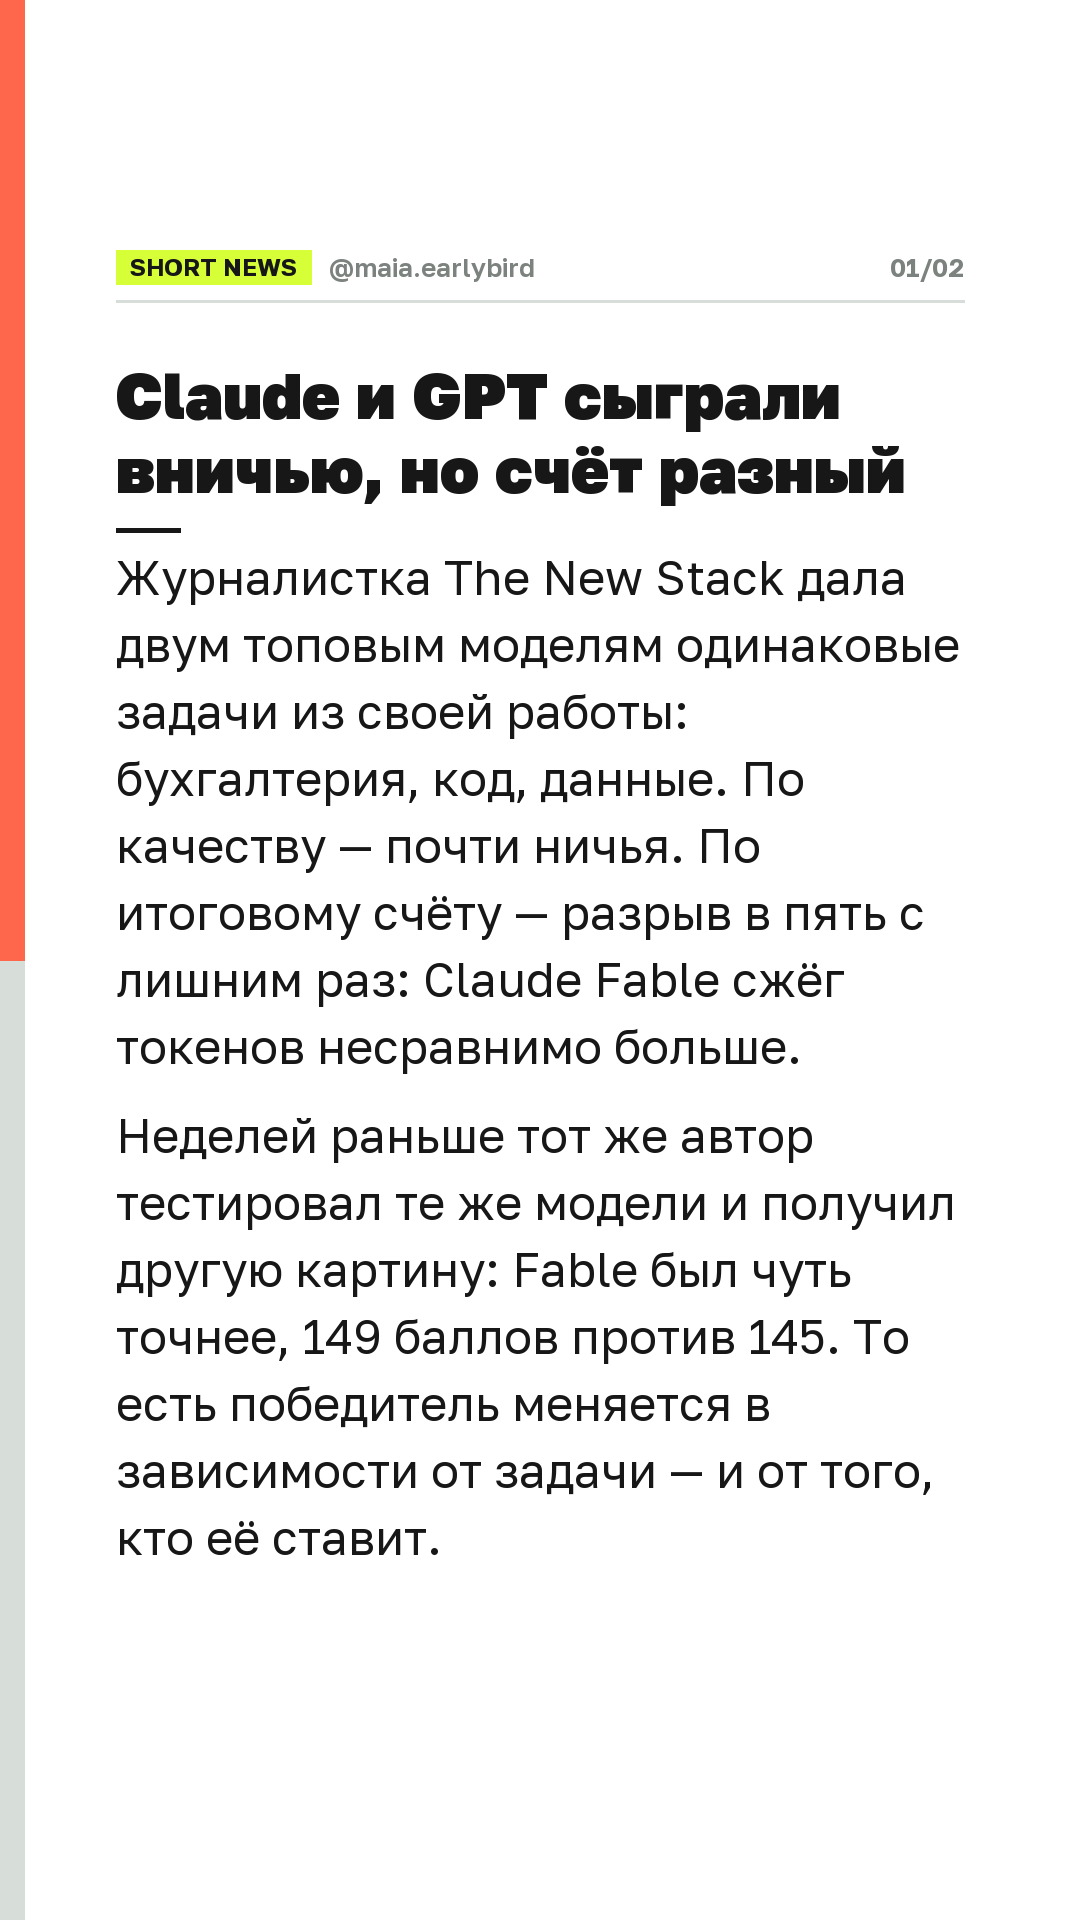 SHORT NEWS @maia.earlybird 01/02
Claude и GPT сыграли
вничью, но счёт разный
Журналистка The New Stack дала
двум топовым моделям одинаковые
задачи из своей работы:
бухгалтерия, код, данные. По
качеству — почти ничья. По
итоговому счёту — разрыв в пять с
лишним раз: Claude Fable сжёг
токенов несравнимо больше.
Неделей раньше тот же автор
тестировал те же модели и получил
другую картину: Fable был чуть
точнее, 149 баллов против 145. То
есть победитель меняется в
зависимости от задачи — и от того,
кто её ставит.